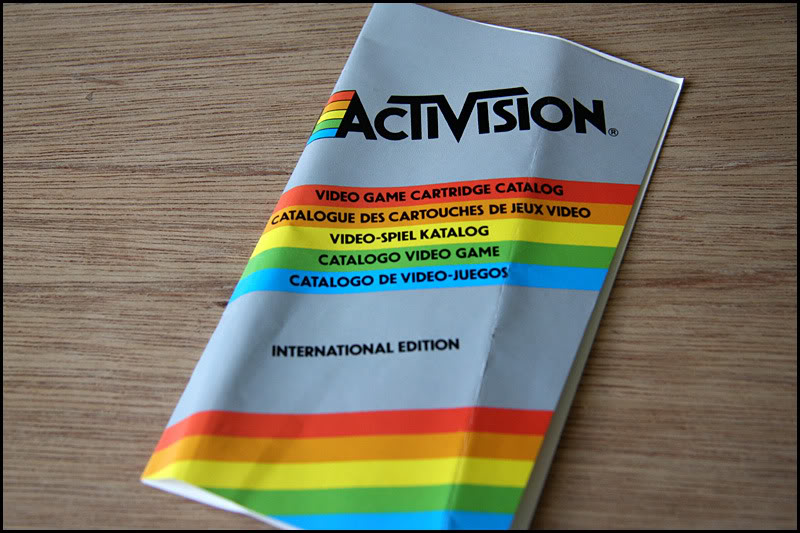 ACTIVISION®
VIDEO GAME CARTRIDGE CATALOG
CATALOGUE DES CARTOUCHES DE JEUX VIDEO
VIDEO-SPIEL KATALOG
CATALOGO VIDEO GAME
CATALOGO DE VIDEO-JUEGOS
INTERNATIONAL EDITION